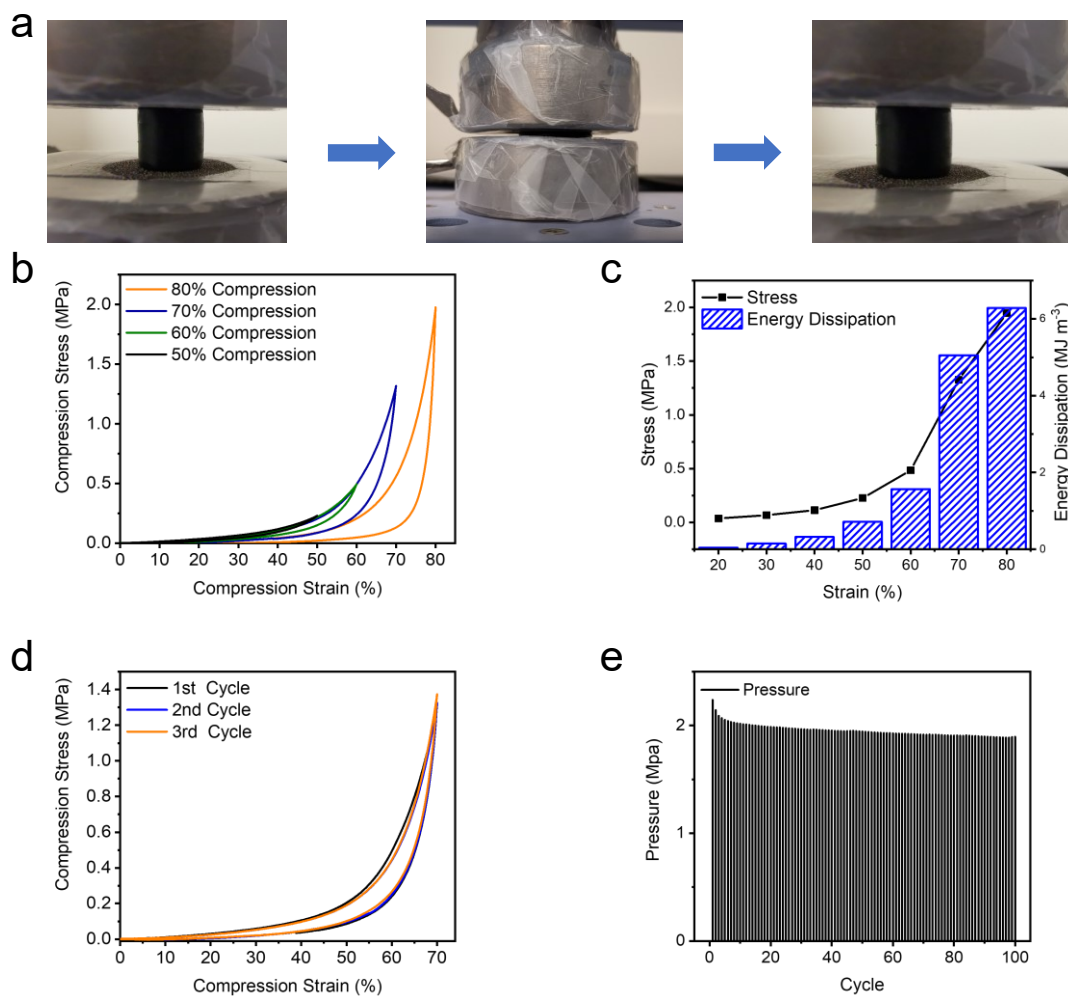 a
b
Compression Stress (MPa)
2.0
1.5
1.0
0.5
0.0
80% Compression
70% Compression
60% Compression
50% Compression
0 10 20 30 40 50 60 70 80
Compression Strain (%)
c
Stress (MPa)
2.0
1.5
1.0
0.5
0.0
Stress
Energy Dissipation
6
4
2
0
Energy Dissipation (MJ m⁻³)
20 30 40 50 60 70 80
Strain (%)
d
Compression Stress (MPa)
1.4
1.2
1.0
0.8
0.6
0.4
0.2
0.0
1st Cycle
2nd Cycle
3rd Cycle
0 10 20 30 40 50 60 70
Compression Strain (%)
e
Pressure (Mpa)
2
1
0
Pressure
0 20 40 60 80 100
Cycle